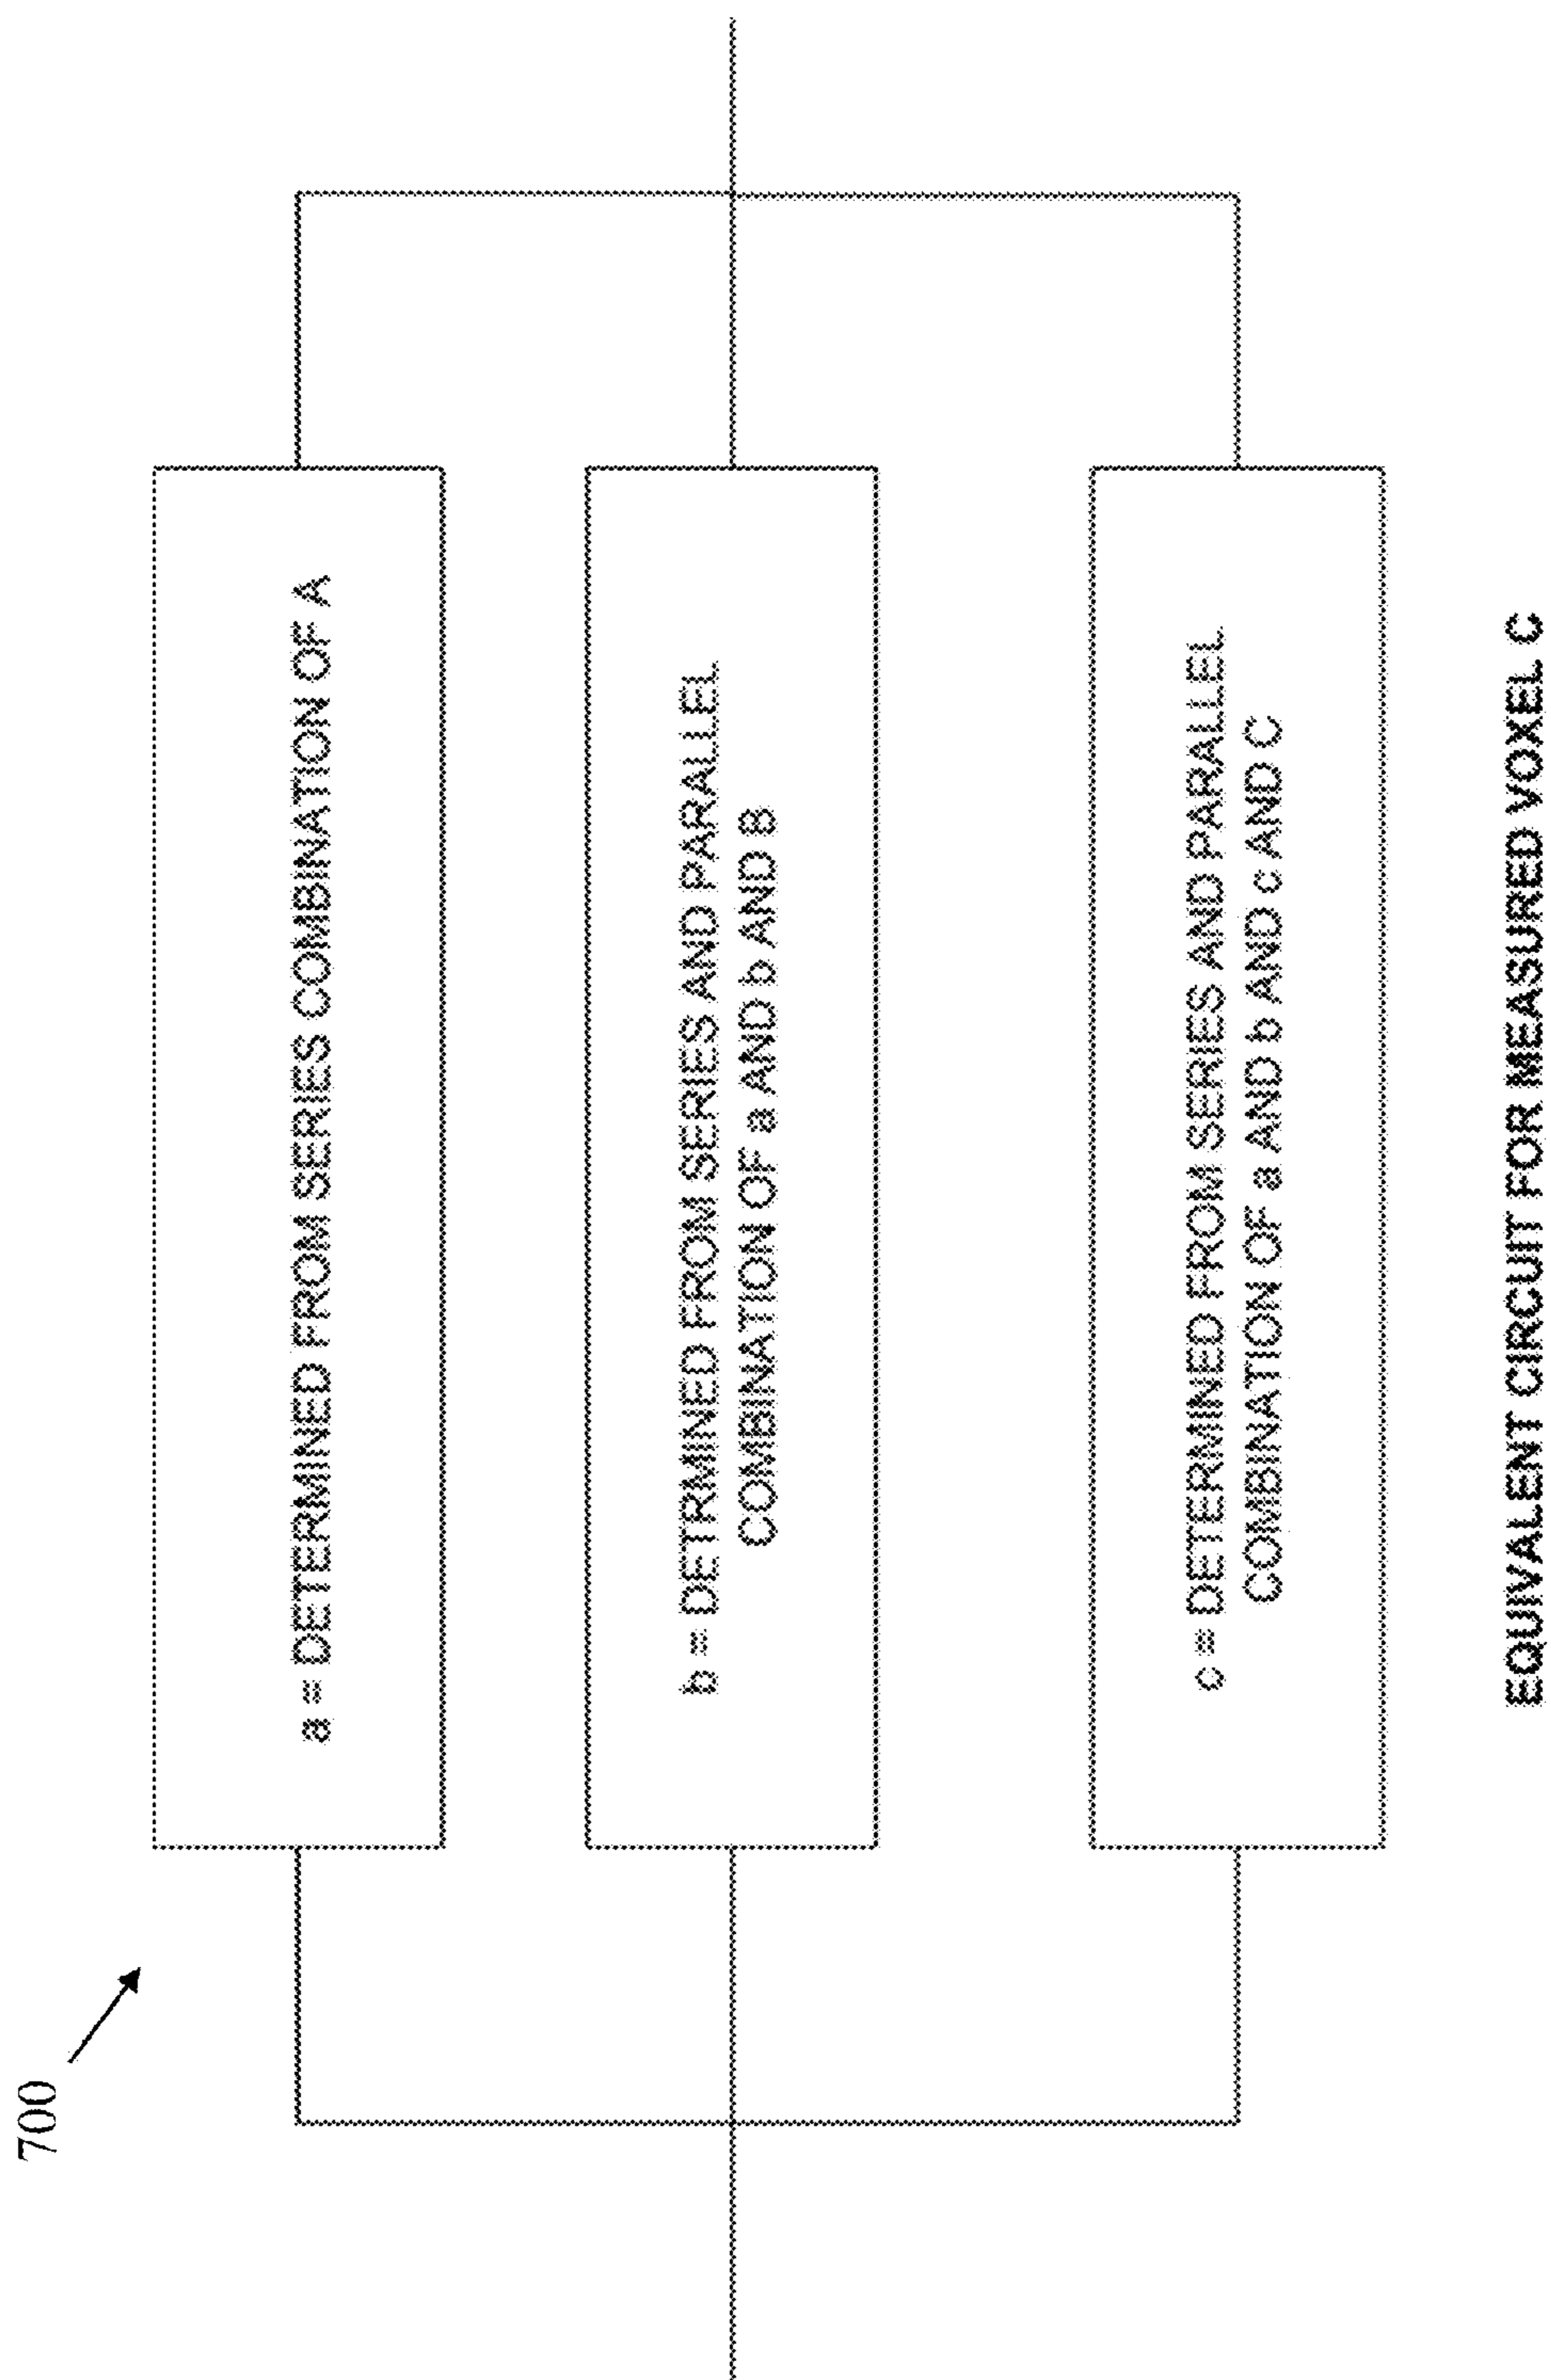 700
a = DETERMINED FROM SERIES COMBINATION OF A
b = DETRMINED FROM SERIES AND PARALLEL
COMBINATION OF a AND b AND B
c = DETERMINED FROM SERIES AND PARALLEL
COMBINATION OF a AND b AND c AND C
EQUIVALENT CIRCUIT FOR MEASURED VOXEL C